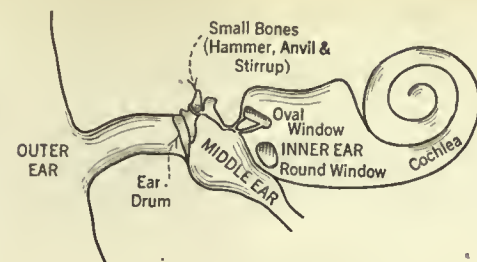 Small Bones
(Hammer, Anvil &
Stirrup)
Oval
Window
INNER EAR
Round Window
Cochlea
MIDDLE EAR
OUTER
EAR
Ear
Drum